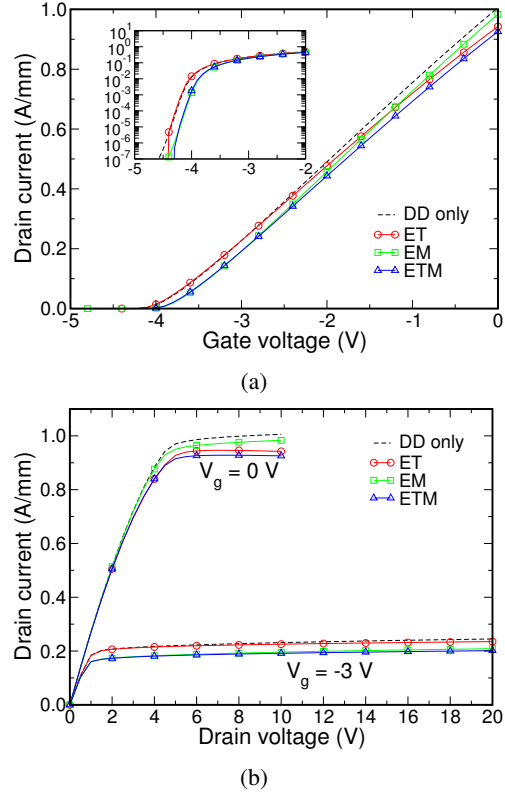 10^1
10^0
10^-1
10^-2
10^-3
10^-4
10^-5
10^-6
10^-7
-5 -4 -3 -2
1.0
0.8
0.6
0.4
0.2
0.0
Drain current (A/mm)
DD only
ET
EM
ETM
-5 -4 -3 -2 -1 0
Gate voltage (V)
(a)
1.0
0.8
0.6
0.4
0.2
0.0
Drain current (A/mm)
DD only
ET
EM
ETM
V_g = 0 V
V_g = -3 V
0 2 4 6 8 10 12 14 16 18 20
Drain voltage (V)
(b)